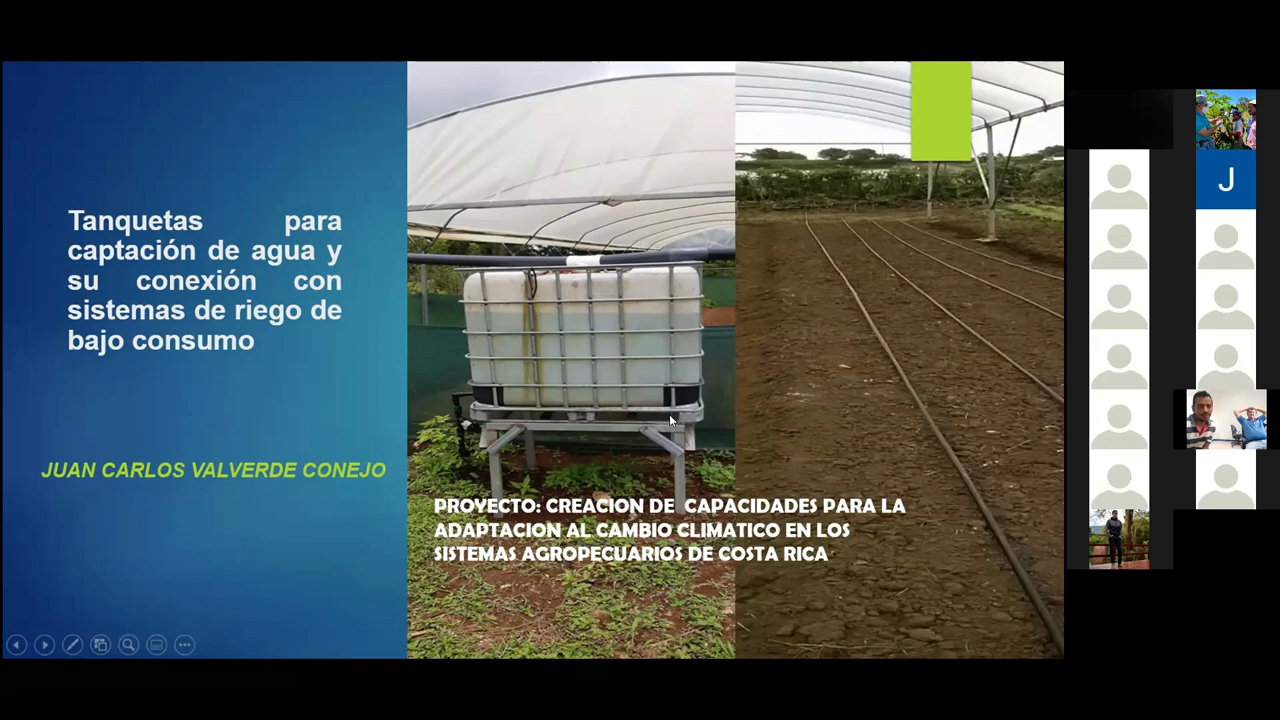 Tanquetas para
captación de agua y
su conexión con
sistemas de riego de
bajo consumo
JUAN CARLOS VALVERDE CONEJO
PROYECTO: CREACION DE CAPACIDADES PARA LA
ADAPTACION AL CAMBIO CLIMATICO EN LOS
SISTEMAS AGROPECUARIOS DE COSTA RICA
J